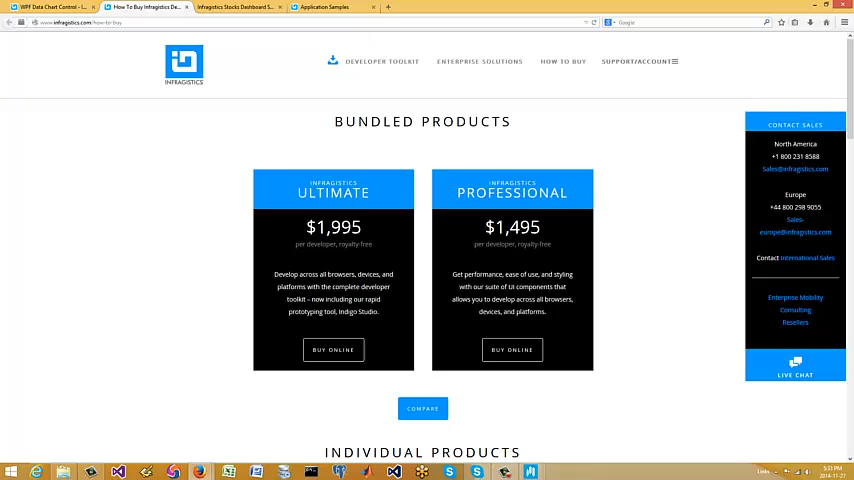 WPF Data Chart Control - I...
How To Buy Infragistics De...
Infragistics Stocks Dashboard S...
Application Samples
www.infragistics.com/how-to-buy
Google
INFRAGISTICS
DEVELOPER TOOLKIT
ENTERPRISE SOLUTIONS
HOW TO BUY
SUPPORT/ACCOUNT
BUNDLED PRODUCTS
INFRAGISTICS
ULTIMATE
$1,995
per developer, royalty-free
Develop across all browsers, devices, and
platforms with the complete developer
toolkit – now including our rapid
prototyping tool, Indigo Studio.
BUY ONLINE
INFRAGISTICS
PROFESSIONAL
$1,495
per developer, royalty-free
Get performance, ease of use, and styling
with our suite of UI components that
allows you to develop across all browsers,
devices, and platforms.
BUY ONLINE
COMPARE
INDIVIDUAL PRODUCTS
CONTACT SALES
North America
+1 800 231 8588
Sales@infragistics.com
Europe
+44 800 298 9055
Sales-
europe@infragistics.com
Contact International Sales
Enterprise Mobility
Consulting
Resellers
LIVE CHAT
Links
5:33 PM
2014-11-27